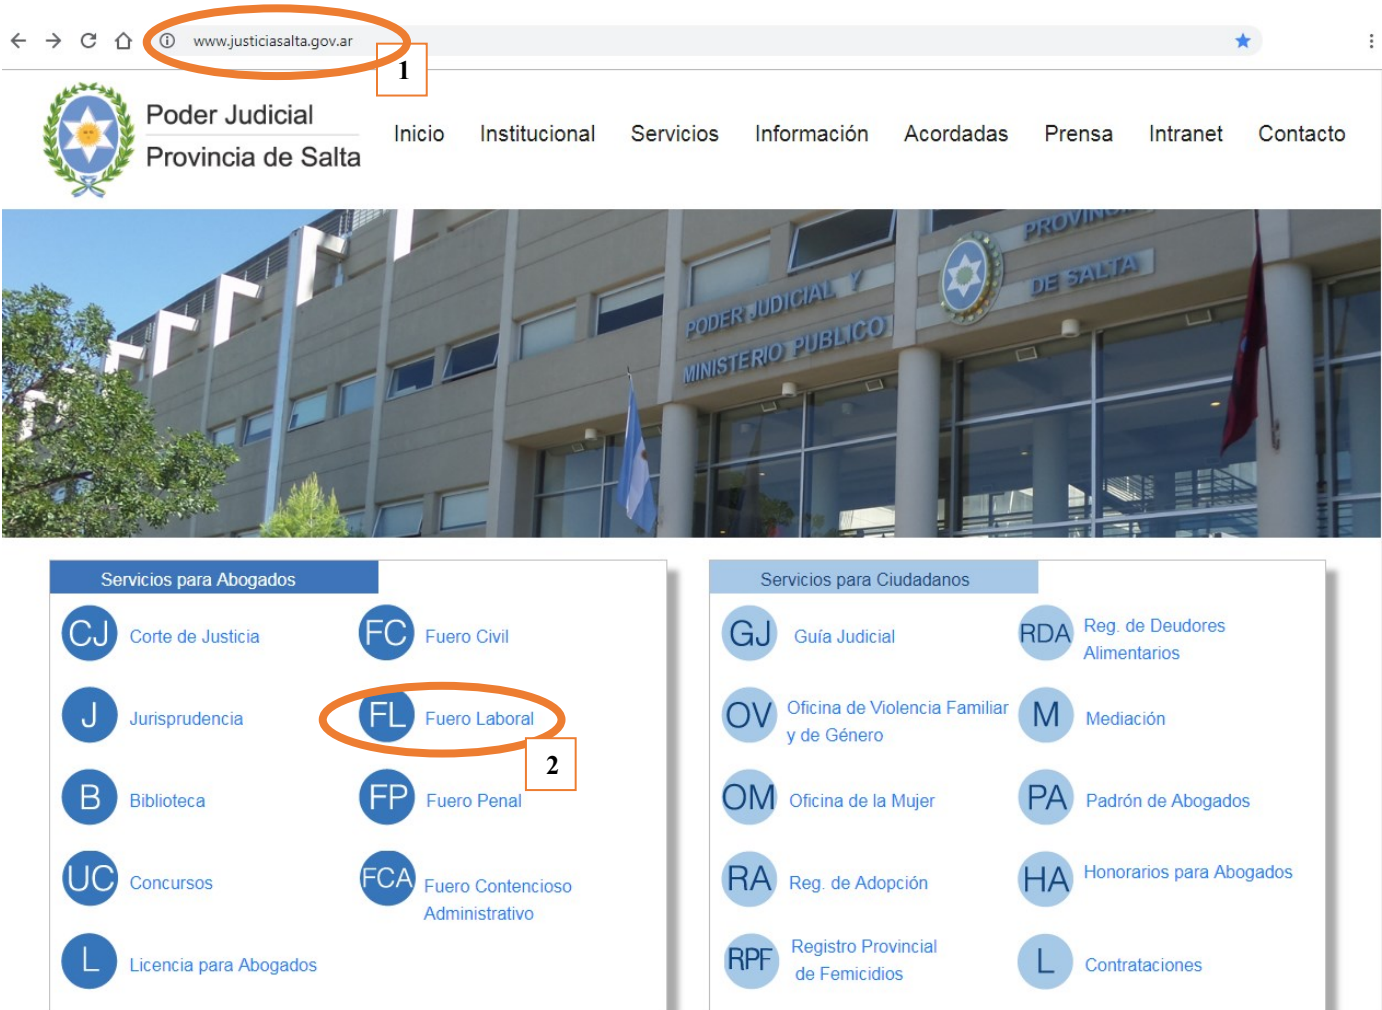 www.justiciasalta.gov.ar
1
Poder Judicial
Provincia de Salta
Inicio Institucional Servicios Información Acordadas Prensa Intranet Contacto
PODER JUDICIAL Y
MINISTERIO PUBLICO
DE SALTA
Servicios para Abogados
CJ Corte de Justicia
FC Fuero Civil
J Jurisprudencia
FL Fuero Laboral
2
B Biblioteca
FP Fuero Penal
UC Concursos
FCA Fuero Contencioso
Administrativo
L Licencia para Abogados
Servicios para Ciudadanos
GJ Guía Judicial
RDA Reg. de Deudores
Alimentarios
OV Oficina de Violencia Familiar
y de Género
M Mediación
OM Oficina de la Mujer
PA Padrón de Abogados
RA Reg. de Adopción
HA Honorarios para Abogados
RPF Registro Provincial
de Femicidios
L Contrataciones